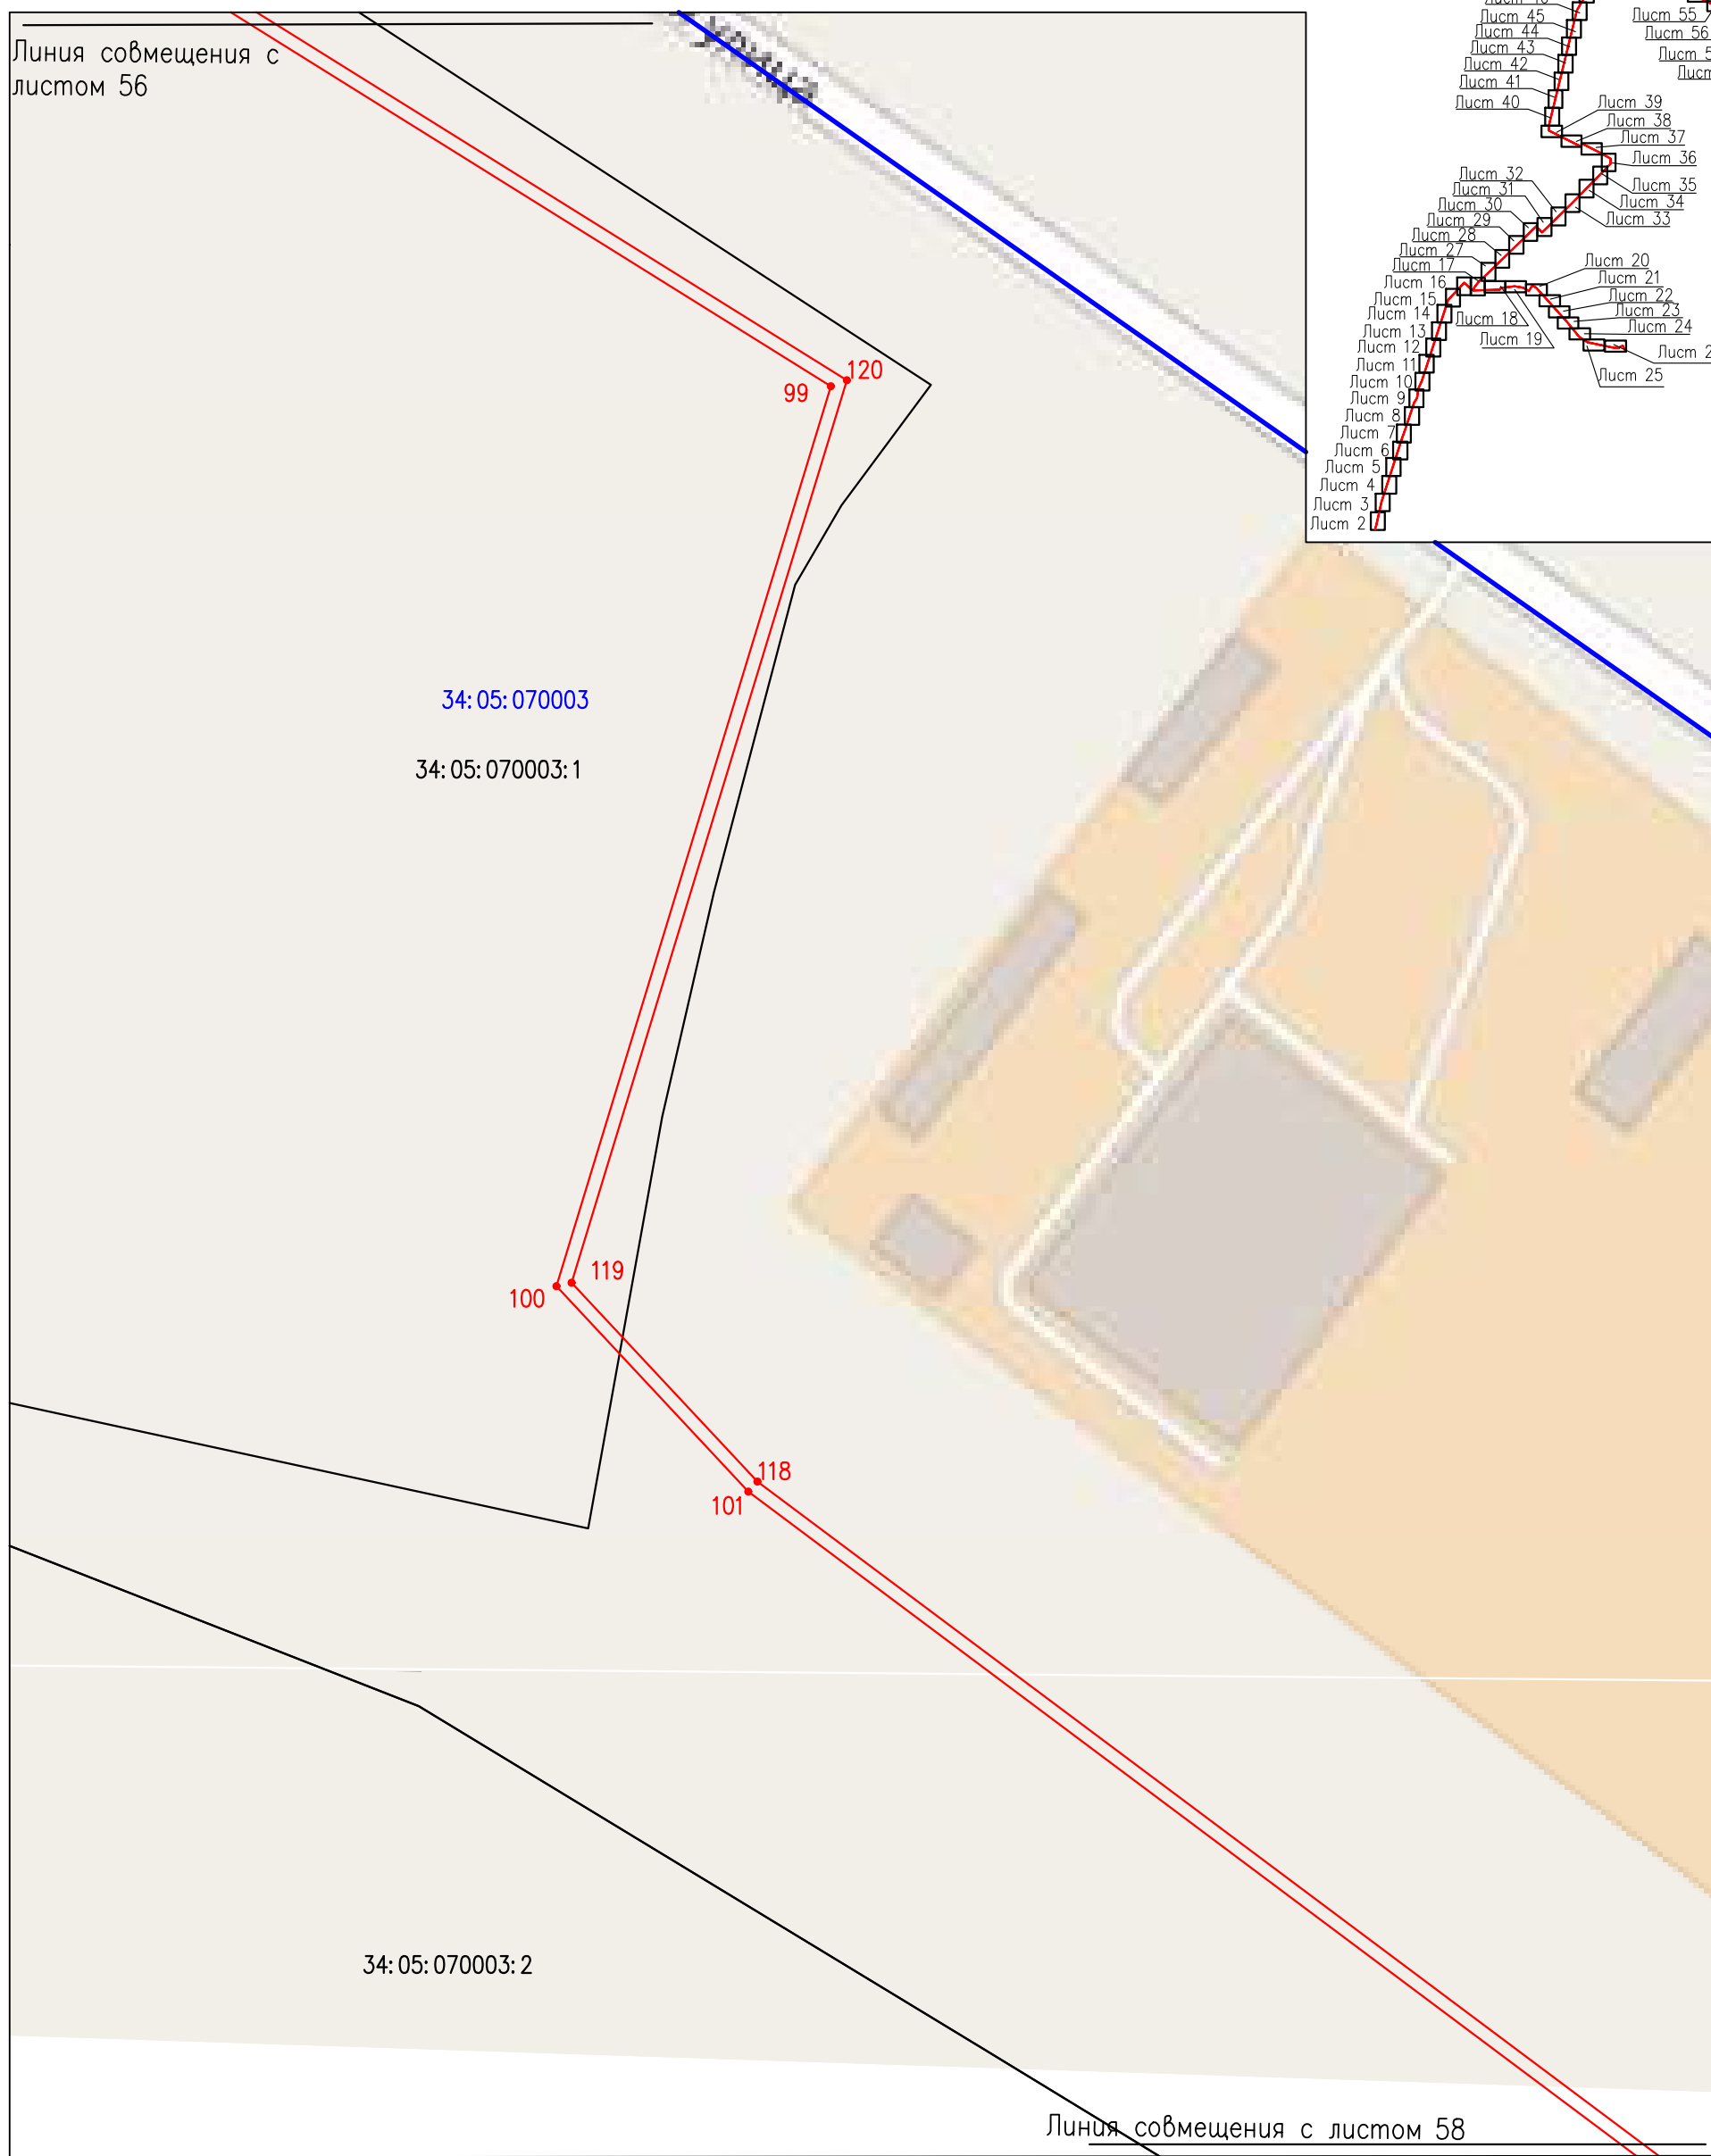 Линия совмещения с
листом 56
Лист 45
Лист 44
Лист 43
Лист 42
Лист 41
Лист 40
Лист 55
Лист 56
Лист 39
Лист 38
Лист 37
Лист 36
Лист 35
Лист 34
Лист 33
Лист 32
Лист 31
Лист 30
Лист 29
Лист 28
Лист 27
Лист 17
Лист 16
Лист 15
Лист 14
Лист 13
Лист 12
Лист 11
Лист 10
Лист 9
Лист 8
Лист 7
Лист 6
Лист 5
Лист 4
Лист 3
Лист 2
Лист 20
Лист 21
Лист 22
Лист 23
Лист 24
Лист 18
Лист 19
Лист 25
120
99
34:05:070003
34:05:070003:1
119
100
118
101
34:05:070003:2
Линия совмещения с листом 58